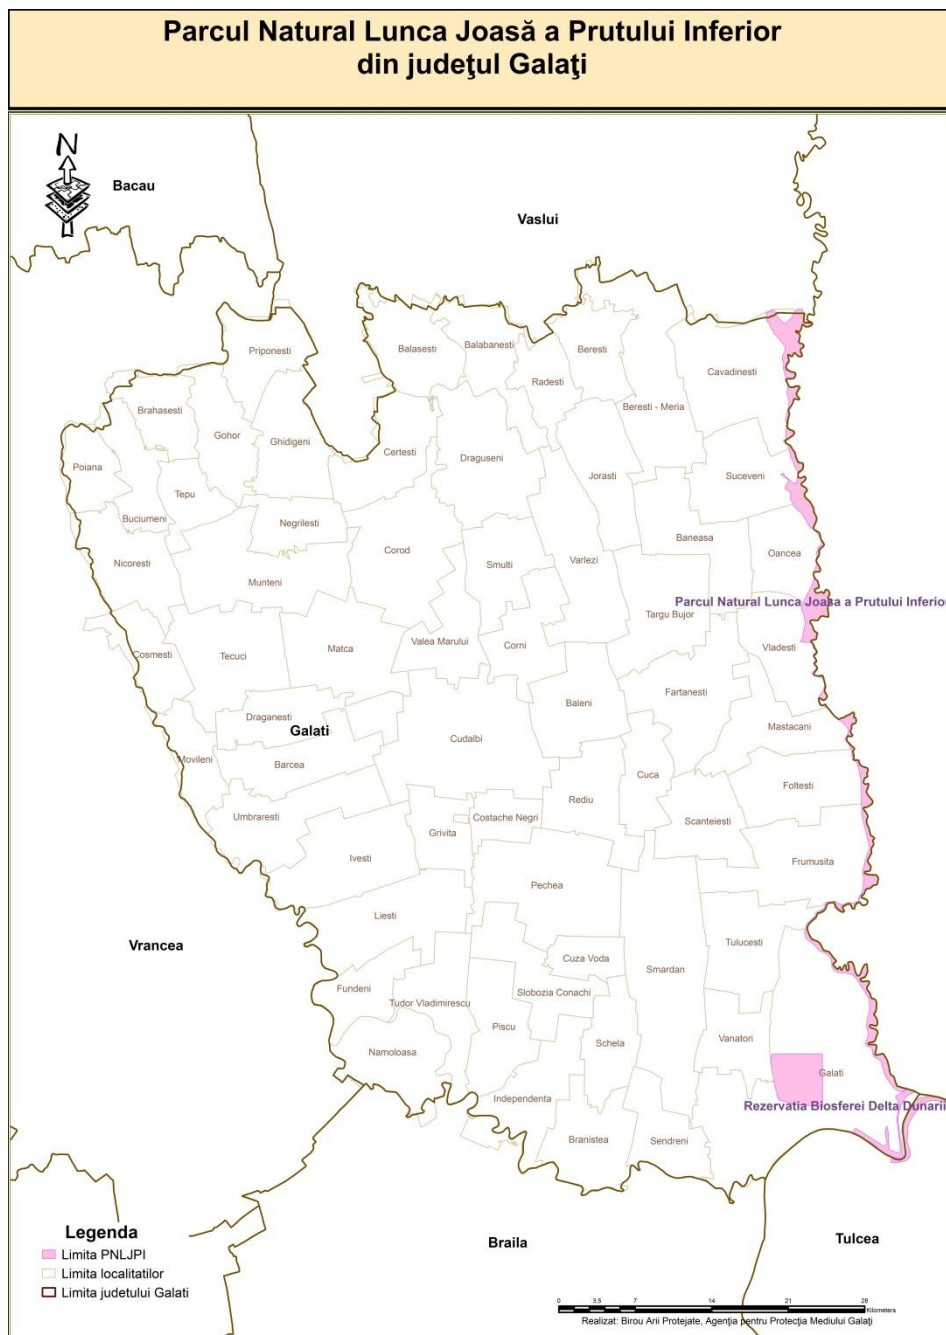 Parcul Natural Lunca Joasă a Prutului Inferior
din judeţul Galaţi
N
Bacau
Vaslui
Priponesti
Balasesti
Balabanesti
Beresti
Radesti
Cavadinesti
Brahasesti
Gohor
Ghidigeni
Beresti - Meria
Certesti
Draguseni
Poiana
Tepu
Jorasti
Suceveni
Buciumeni
Negrilesti
Baneasa
Corod
Oancea
Nicoresti
Smulti
Varlezi
Munteni
Parcul Natural Lunca Joasa a Prutului Inferior
Targu Bujor
Cosmesti
Tecuci
Matca
Valea Marului
Corni
Vladesti
Fartanesti
Draganesti
Galati
Baleni
Mastacani
Cudalbi
Movileni
Barcea
Cuca
Foltesti
Umbraresti
Rediu
Costache Negri
Scanteiesti
Grivita
Ivesti
Frumusita
Pechea
Liesti
Vrancea
Tulucesti
Cuza Voda
Smardan
Fundeni
Tudor Vladimirescu
Slobozia Conachi
Piscu
Schela
Vanatori
Namoloasa
Galati
Independenta
Rezervatia Biosferei Delta Dunarii
Branistea
Sendreni
Braila
Tulcea
Legenda
Limita PNLJPI
Limita localitatilor
Limita judetului Galati
0 3,5 7 14 21 28
Kilometers
Realizat: Birou Arii Protejate, Agenţia pentru Protecţia Mediului Galaţi